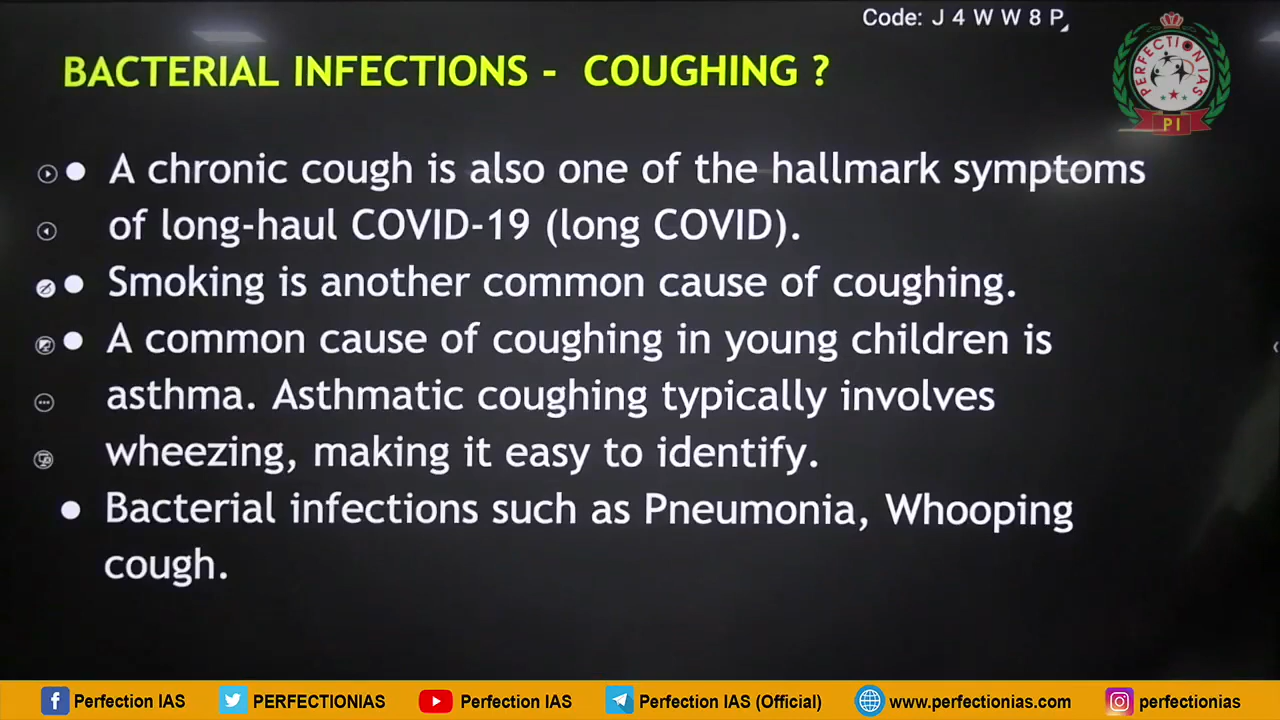 Code: J 4 W W 8 P
PERFECTION IAS
PI
BACTERIAL INFECTIONS - COUGHING ?
● A chronic cough is also one of the hallmark symptoms
of long-haul COVID-19 (long COVID).
● Smoking is another common cause of coughing.
● A common cause of coughing in young children is
asthma. Asthmatic coughing typically involves
wheezing, making it easy to identify.
● Bacterial infections such as Pneumonia, Whooping
cough.
Perfection IAS
PERFECTIONIAS
Perfection IAS
Perfection IAS (Official)
www.perfectionias.com
perfectionias